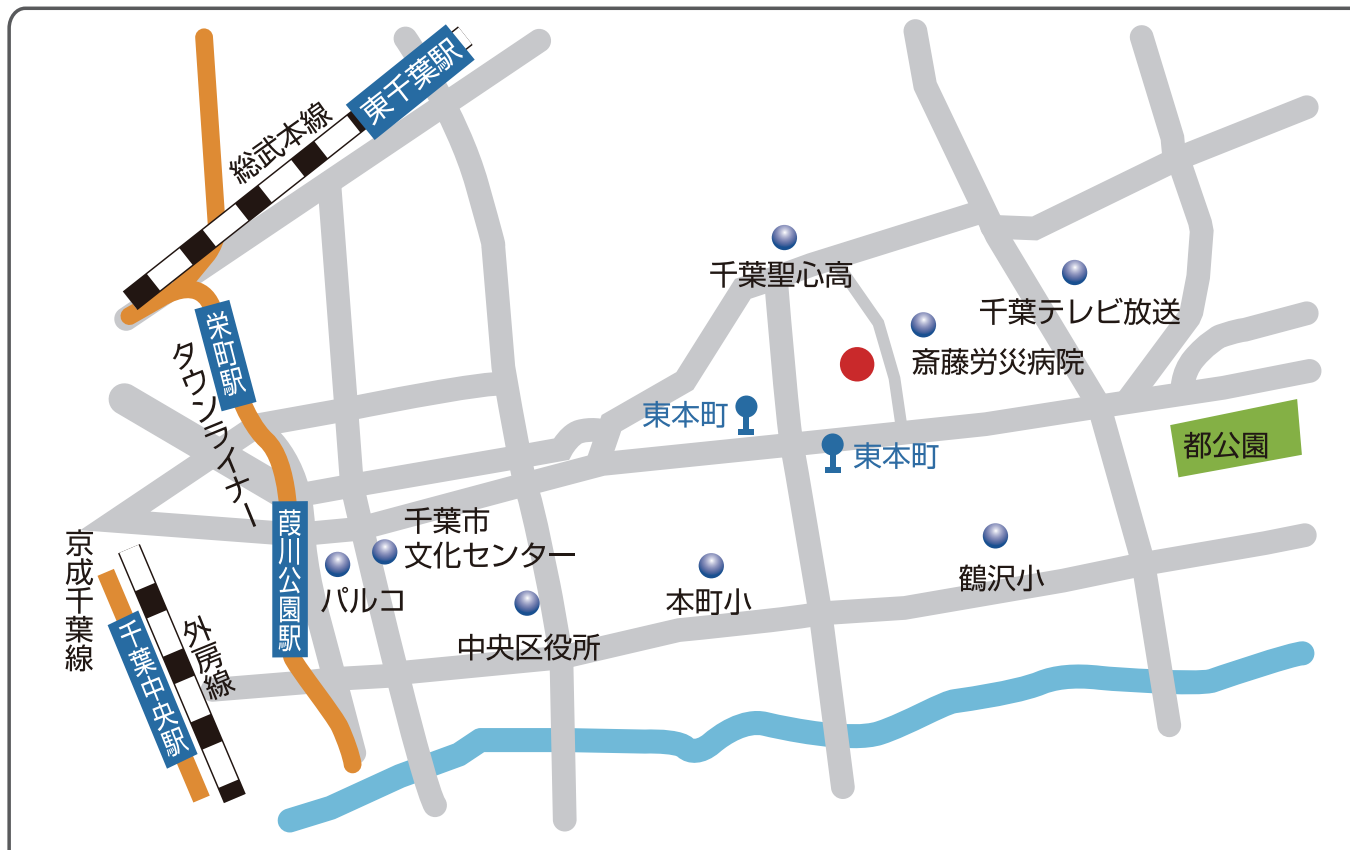 東千葉駅
総武本線
千葉聖心高
千葉テレビ放送
栄町駅
斎藤労災病院
タウンライナー
東本町
東本町
都公園
葭川公園駅
千葉市
文化センター
京成千葉線
パルコ
本町小
鶴沢小
千葉中央駅
外房線
中央区役所